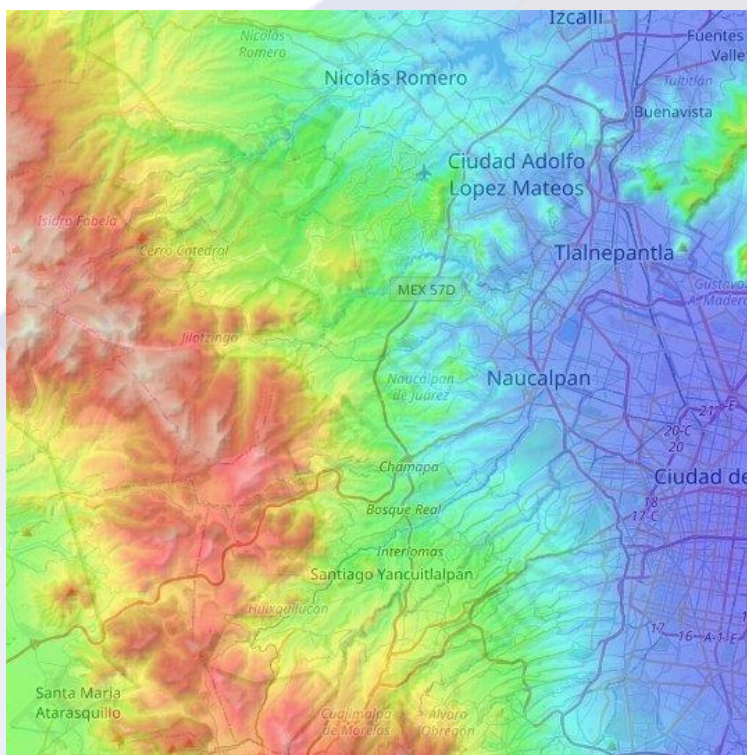 Izcalli
Nicolás
Romero
Fuentes
Valle
Nicolás Romero
Tultitlán
Buenavista
Ciudad Adolfo
Lopez Mateos
Isidro Fabela
Cerro Catedral
Tlalnepantla
MEX 57D
Gustavo
A. Madero
Jilotzingo
Naucalpan
de Juárez
Naucalpan
21
E
20-C
20
Chamapa
Ciudad de
18
17-C
Bosque Real
Interlomas
Santiago Yancuitlalpan
Huixquilucan
17
16-A-1-E
Santa María
Atarasquillo
Cuajimalpa
de Morelos
Álvaro
Obregón